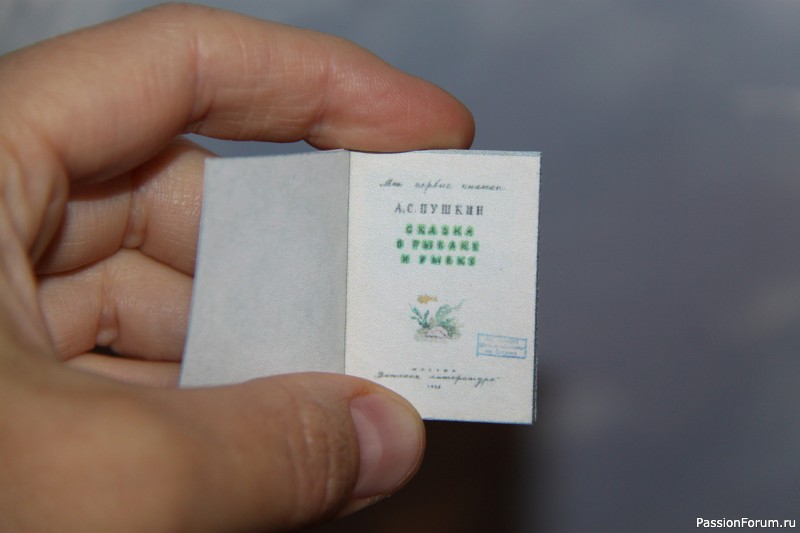 Мои первые книжки
А.С.ПУШКИН
СКАЗКА
О РЫБАКЕ
И РЫБКЕ
МОСКВА
"Детская литература"
PassionForum.ru